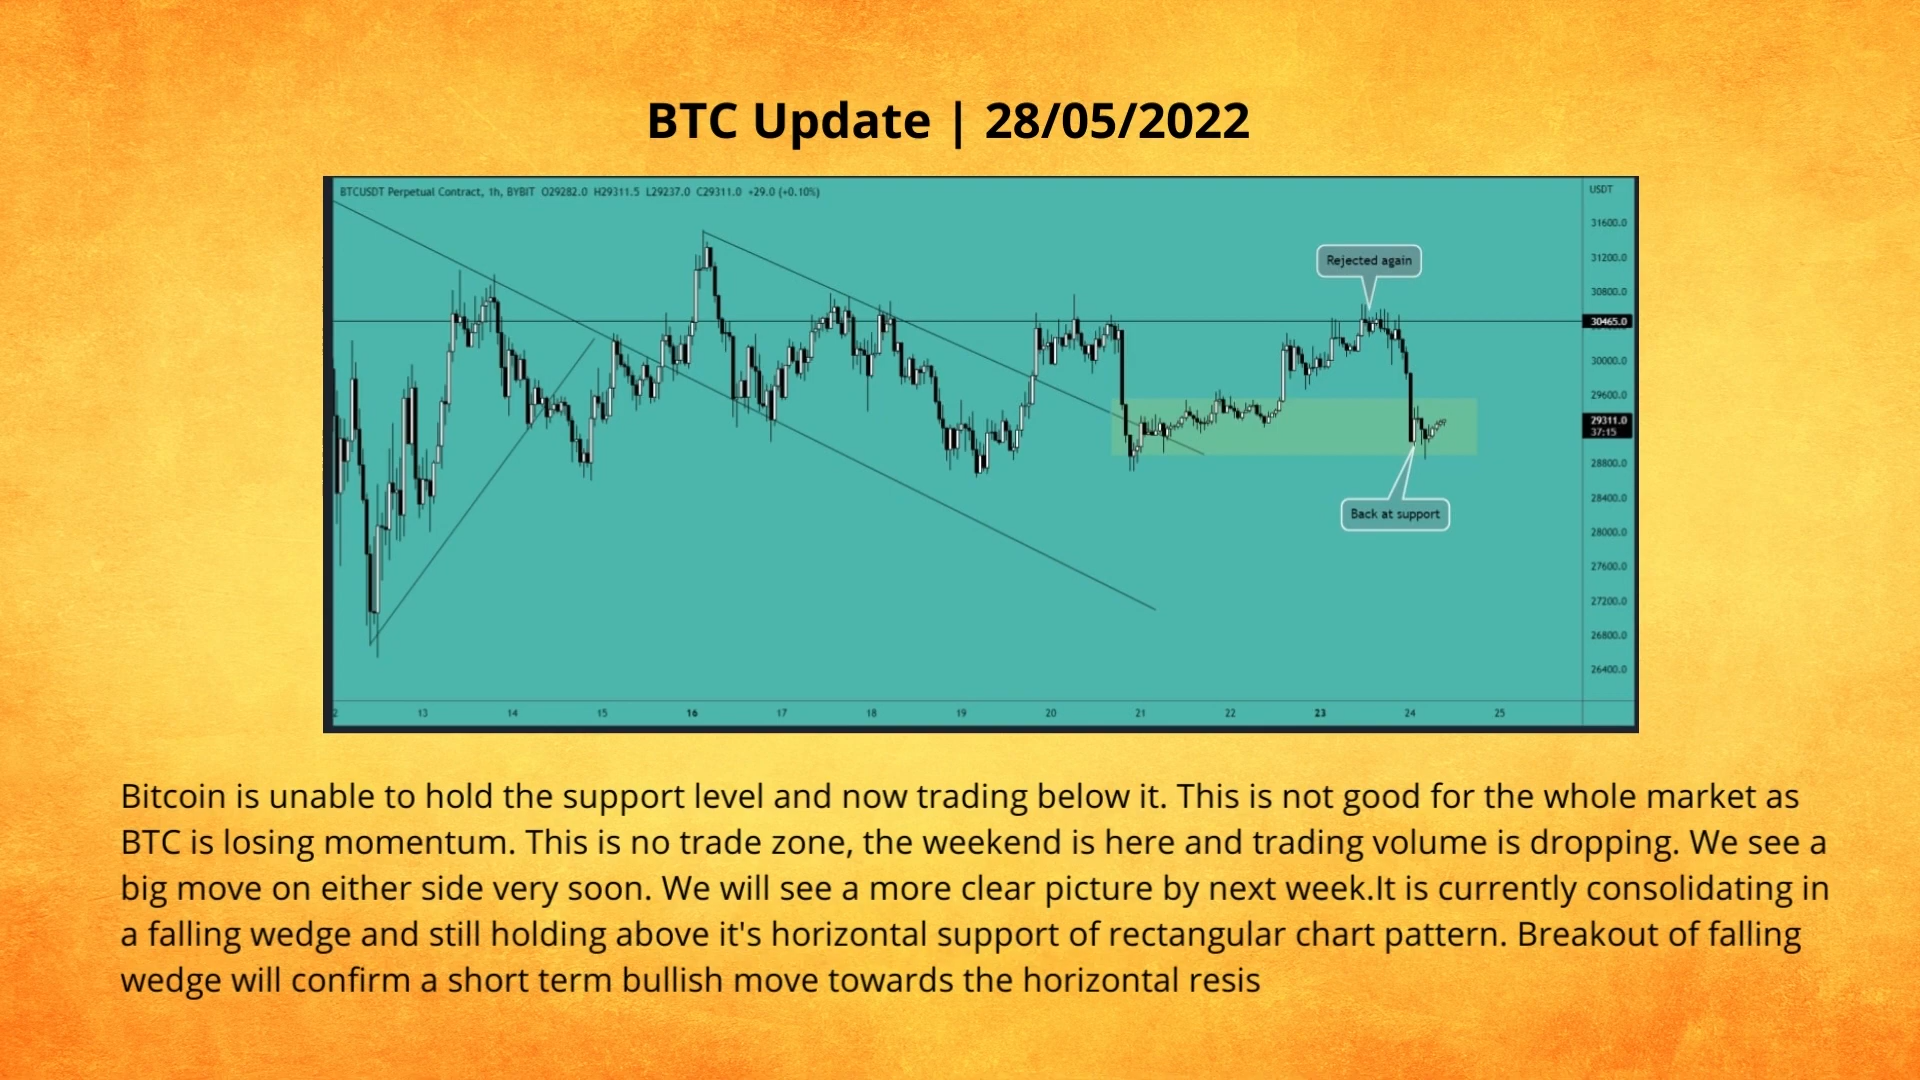 BTC Update | 28/05/2022
BTCUSDT Perpetual Contract, 1h, BYBIT O29282.0 H29311.5 L29237.0 C29311.0 +29.0 (+0.10%)
USDT
31600.0
31200.0
Rejected again
30800.0
30465.0
30000.0
29600.0
29311.0
37:15
28800.0
28400.0
Back at support
28000.0
27600.0
27200.0
26800.0
26400.0
2 13 14 15 16 17 18 19 20 21 22 23 24 25
Bitcoin is unable to hold the support level and now trading below it. This is not good for the whole market as
BTC is losing momentum. This is no trade zone, the weekend is here and trading volume is dropping. We see a
big move on either side very soon. We will see a more clear picture by next week.It is currently consolidating in
a falling wedge and still holding above it's horizontal support of rectangular chart pattern. Breakout of falling
wedge will confirm a short term bullish move towards the horizontal resis